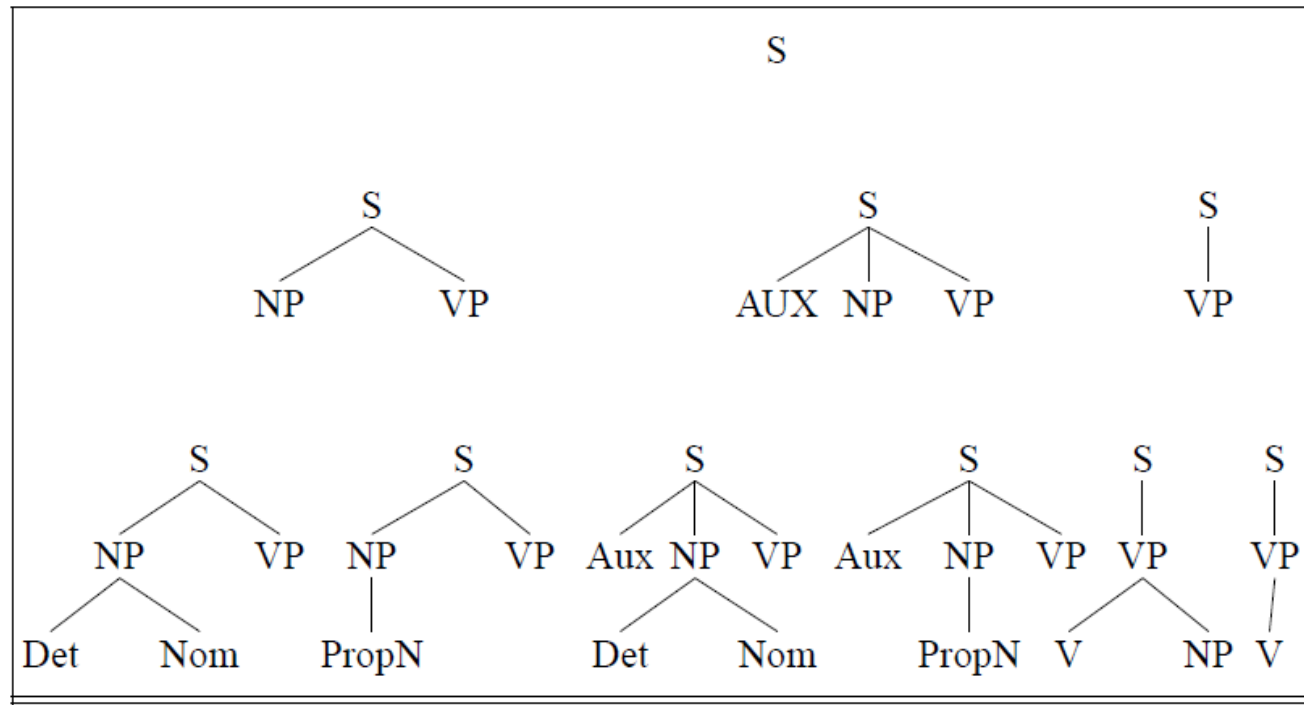 S
S S S
NP VP AUX NP VP VP
S S S S S S
NP VP NP VP Aux NP VP Aux NP VP VP VP
Det Nom PropN Det Nom PropN V NP V